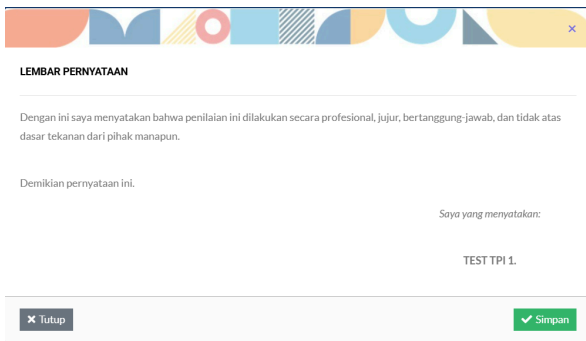 LEMBAR PERNYATAAN
Dengan ini saya menyatakan bahwa penilaian ini dilakukan secara profesional, jujur, bertanggung-jawab, dan tidak atas
dasar tekanan dari pihak manapun.
Demikian pernyataan ini.
Saya yang menyatakan:
TEST TPI 1.
Tutup
Simpan